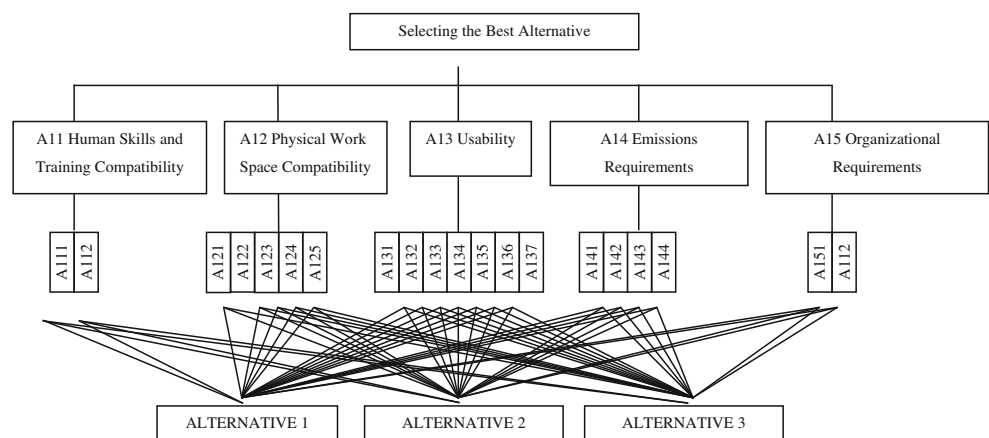 Selecting the Best Alternative
A11 Human Skills and
Training Compatibility
A12 Physical Work
Space Compatibility
A13 Usability
A14 Emissions
Requirements
A15 Organizational
Requirements
A111
A112
A121
A122
A123
A124
A125
A131
A132
A133
A134
A135
A136
A137
A141
A142
A143
A144
A151
A112
ALTERNATIVE 1
ALTERNATIVE 2
ALTERNATIVE 3